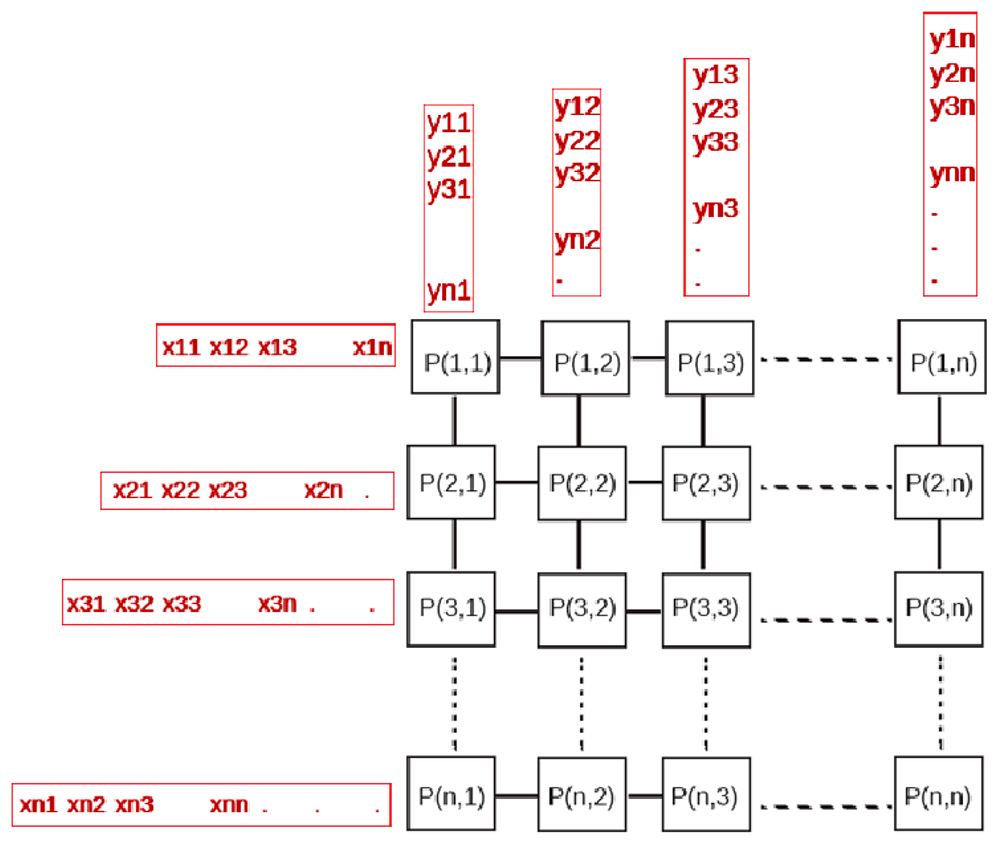 y11
y21
y31
yn1
y12
y22
y32
yn2
.
y13
y23
y33
yn3
.
.
y1n
y2n
y3n
ynn
.
.
.
x11 x12 x13 x1n
P(1,1) P(1,2) P(1,3) P(1,n)
x21 x22 x23 x2n .
P(2,1) P(2,2) P(2,3) P(2,n)
x31 x32 x33 x3n . .
P(3,1) P(3,2) P(3,3) P(3,n)
xn1 xn2 xn3 xnn . . .
P(n,1) P(n,2) P(n,3) P(n,n)